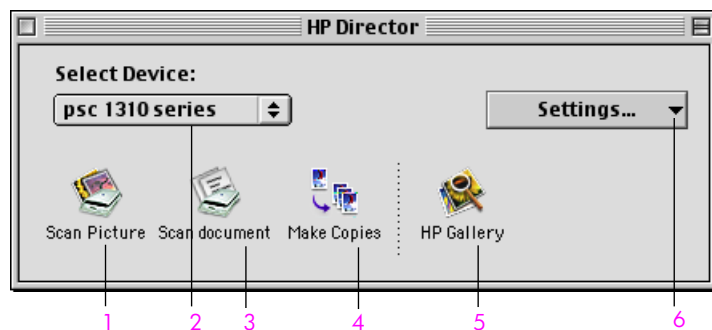 HP Director
Select Device:
psc 1310 series
Settings...
Scan Picture
Scan document
Make Copies
HP Gallery
1 2 3 4 5 6